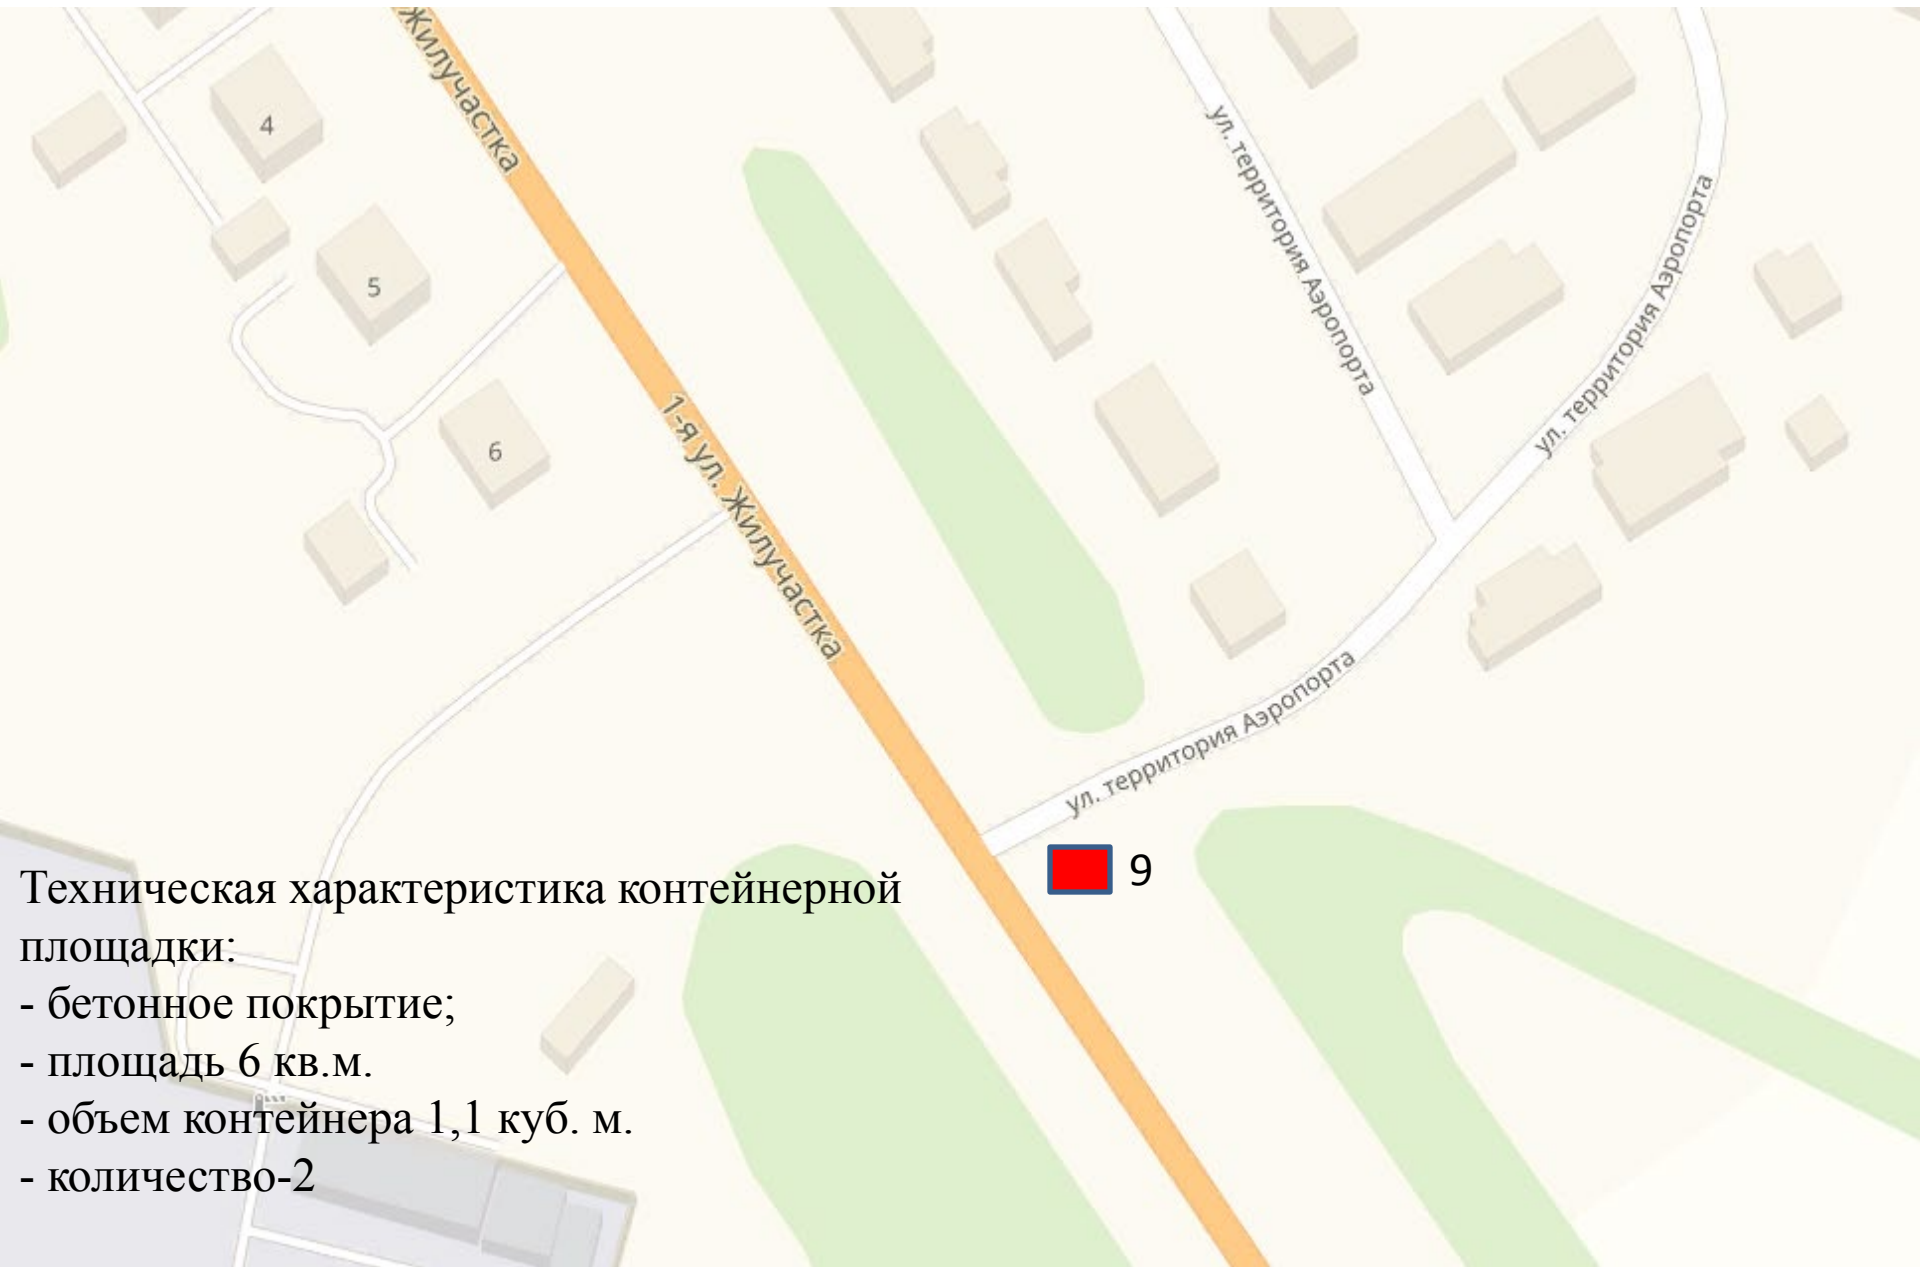 Жилучастка
4
5
6
1-я ул. Жилучастка
ул. территория Аэропорта
ул. территория Аэропорта
ул. территория Аэропорта
9
Техническая характеристика контейнерной
площадки:
- бетонное покрытие;
- площадь 6 кв.м.
- объем контейнера 1,1 куб. м.
- количество-2